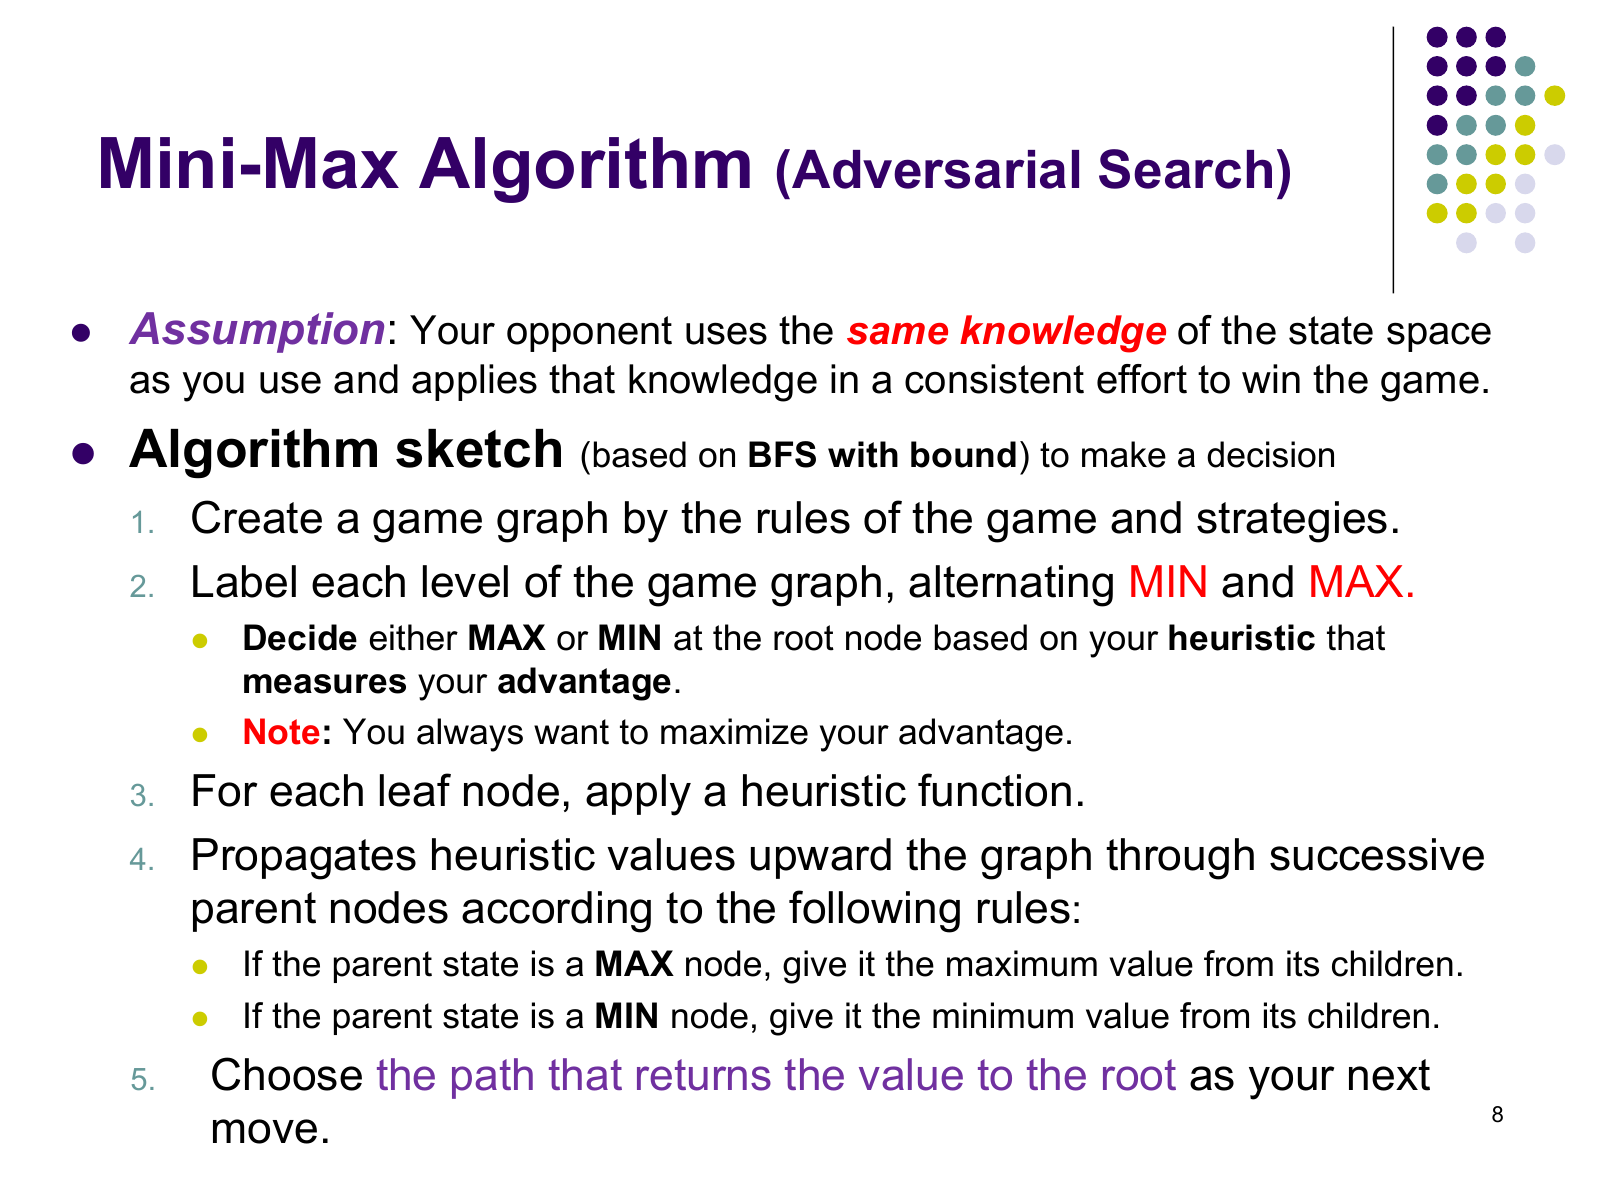 Mini-Max Algorithm (Adversarial Search)
Assumption: Your opponent uses the same knowledge of the state space
as you use and applies that knowledge in a consistent effort to win the game.
Algorithm sketch (based on BFS with bound) to make a decision
1. Create a game graph by the rules of the game and strategies.
2. Label each level of the game graph, alternating MIN and MAX.
Decide either MAX or MIN at the root node based on your heuristic that
measures your advantage.
Note: You always want to maximize your advantage.
3. For each leaf node, apply a heuristic function.
4. Propagates heuristic values upward the graph through successive
parent nodes according to the following rules:
If the parent state is a MAX node, give it the maximum value from its children.
If the parent state is a MIN node, give it the minimum value from its children.
5. Choose the path that returns the value to the root as your next
move.
8